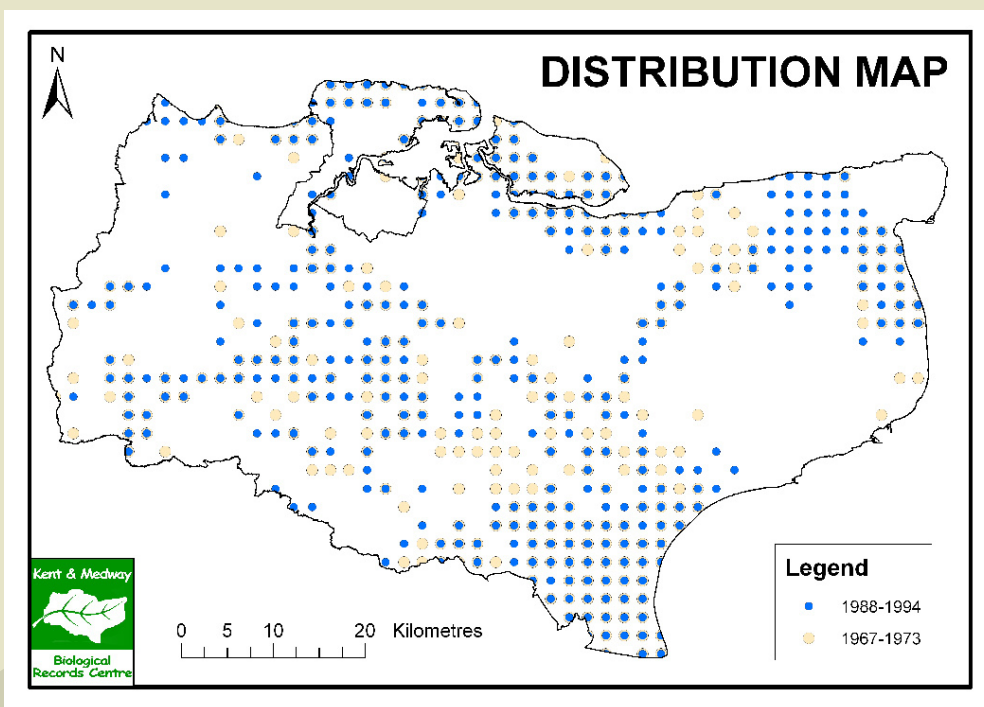 N
DISTRIBUTION MAP
Kent & Medway
Biological
Records Centre
0 5 10 20 Kilometres
Legend
1988-1994
1967-1973